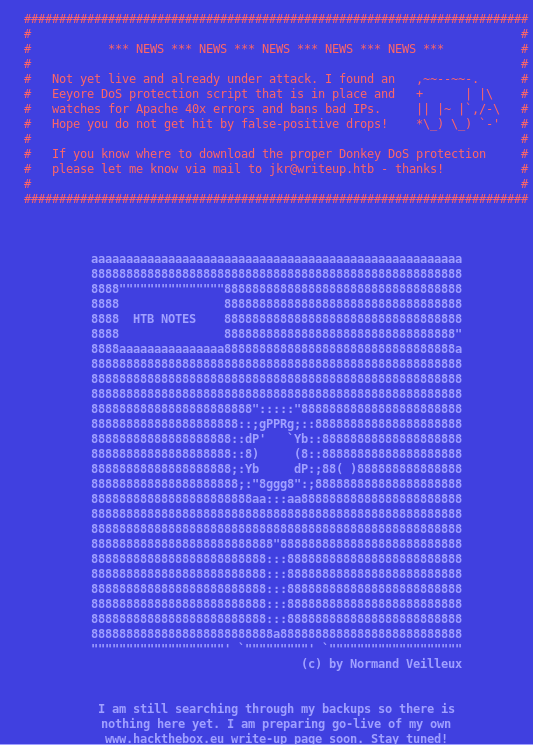 *** NEWS *** NEWS *** NEWS *** NEWS *** NEWS ***
Not yet live and already under attack. I found an
Eeyore DoS protection script that is in place and
watches for Apache 40x errors and bans bad IPs.
Hope you do not get hit by false-positive drops!
If you know where to download the proper Donkey DoS protection
please let me know via mail to jkr@writeup.htb - thanks!
HTB NOTES
(c) by Normand Veilleux
I am still searching through my backups so there is
nothing here yet. I am preparing go-live of my own
www.hackthebox.eu write-up page soon. Stay tuned!